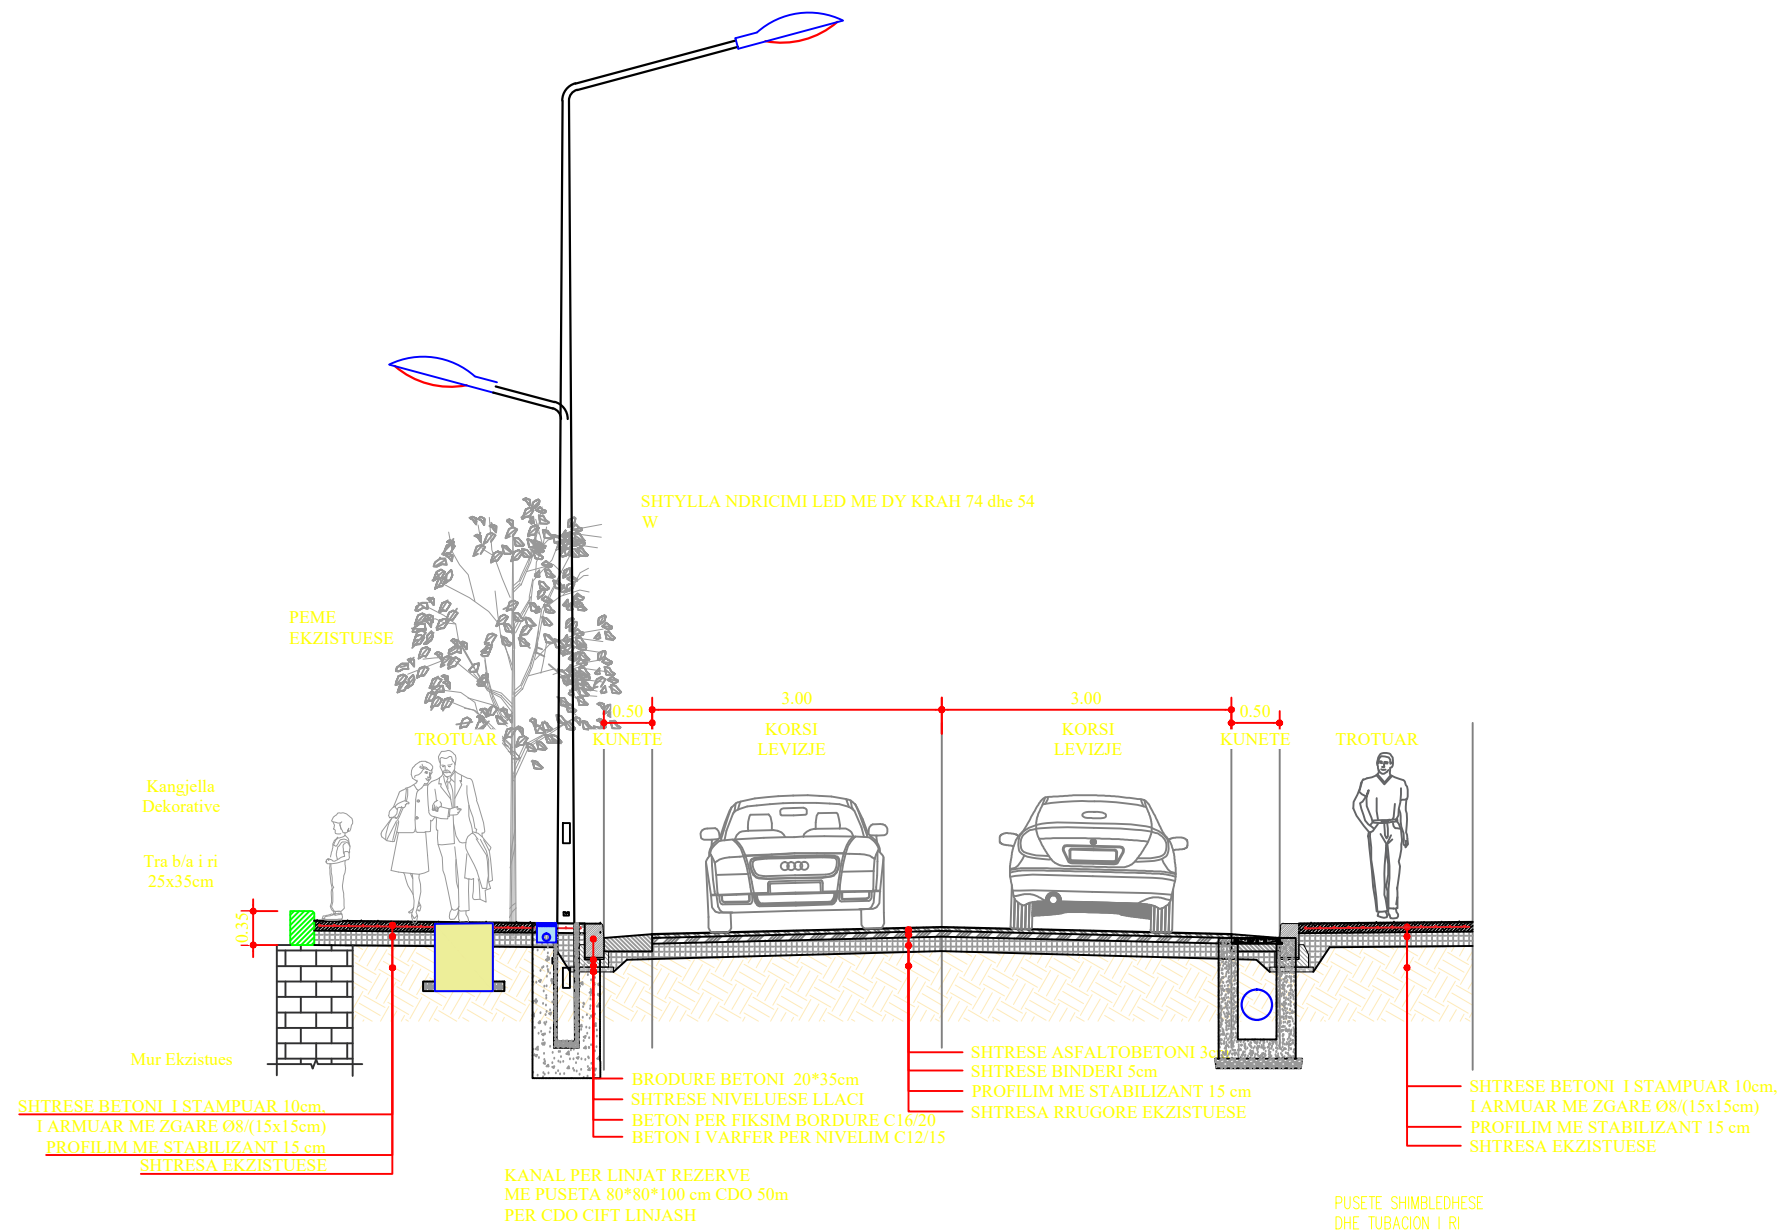 SHTYLLA NDRICIMI LED ME DY KRAH 74 dhe 54
W
PEME
EKZISTUESE
3.00
3.00
0.50
0.50
TROTUAR
KUNETE
KORSI
LEVIZJE
KORSI
LEVIZJE
KUNETE
TROTUAR
Kangjella
Dekorative
Tra b/a i ri
25x35cm
0.35
Mur Ekzistues
SHTRESE BETONI I STAMPUAR 10cm.
I ARMUAR ME ZGARE Ø8/(15x15cm)
PROFILIM ME STABILIZANT 15 cm
SHTRESA EKZISTUESE
BRODURE BETONI 20*35cm
SHTRESE NIVELUESE LLACI
BETON PER FIKSIM BORDURE C16/20
BETON I VARFER PER NIVELIM C12/15
SHTRESE ASFALTOBETONI 3cm
SHTRESE BINDERI 5cm
PROFILIM ME STABILIZANT 15 cm
SHTRESA RRUGORE EKZISTUESE
SHTRESE BETONI I STAMPUAR 10cm.
I ARMUAR ME ZGARE Ø8/(15x15cm)
PROFILIM ME STABILIZANT 15 cm
SHTRESA EKZISTUESE
KANAL PER LINJAT REZERVE
ME PUSETA 80*80*100 cm CDO 50m
PER CDO CIFT LINJASH
PUSETE SHIMBLEDHESE
DHE TUBACION I RI